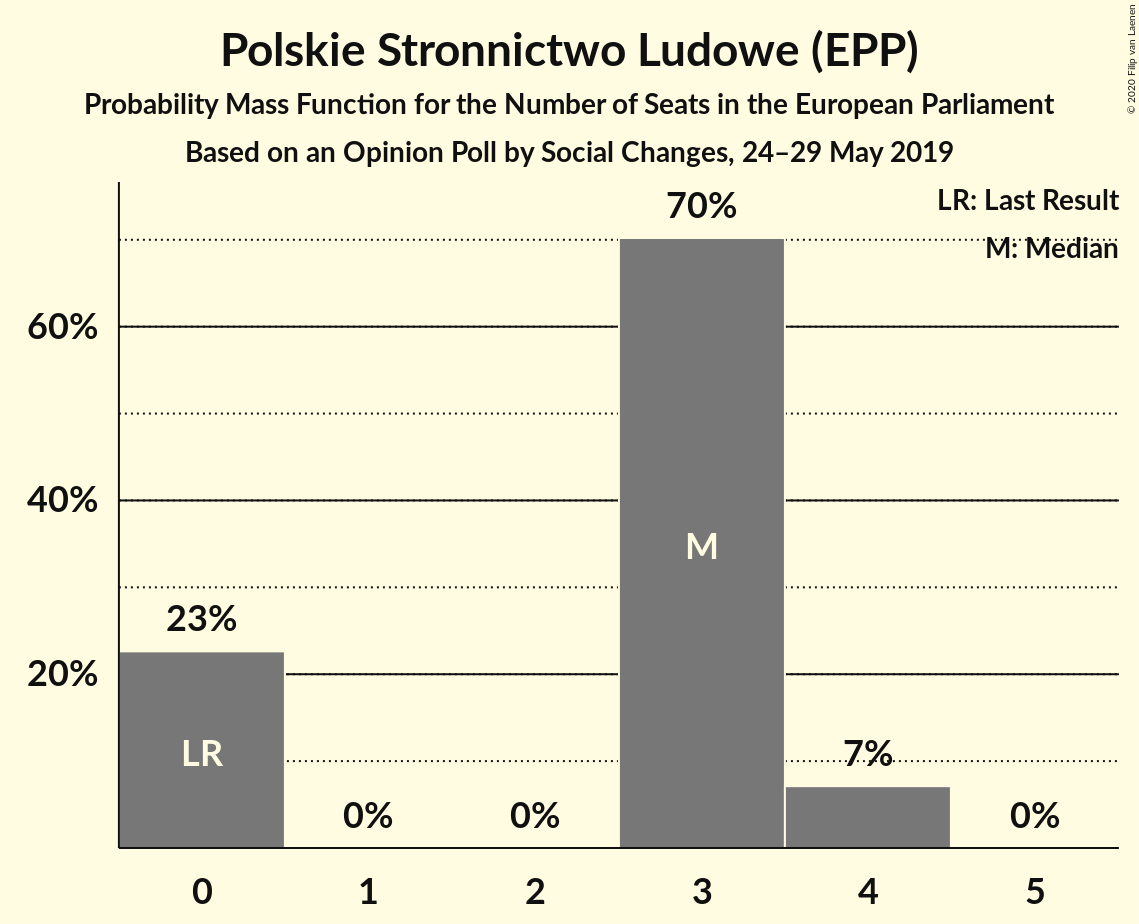 Polskie Stronnictwo Ludowe (EPP)
Probability Mass Function for the Number of Seats in the European Parliament
Based on an Opinion Poll by Social Changes, 24–29 May 2019
© 2020 Filip van Laenen
LR: Last Result
M: Median
70%
60%
40%
M
23%
20%
LR
7%
0%
0%
0%
0
1
2
3
4
5